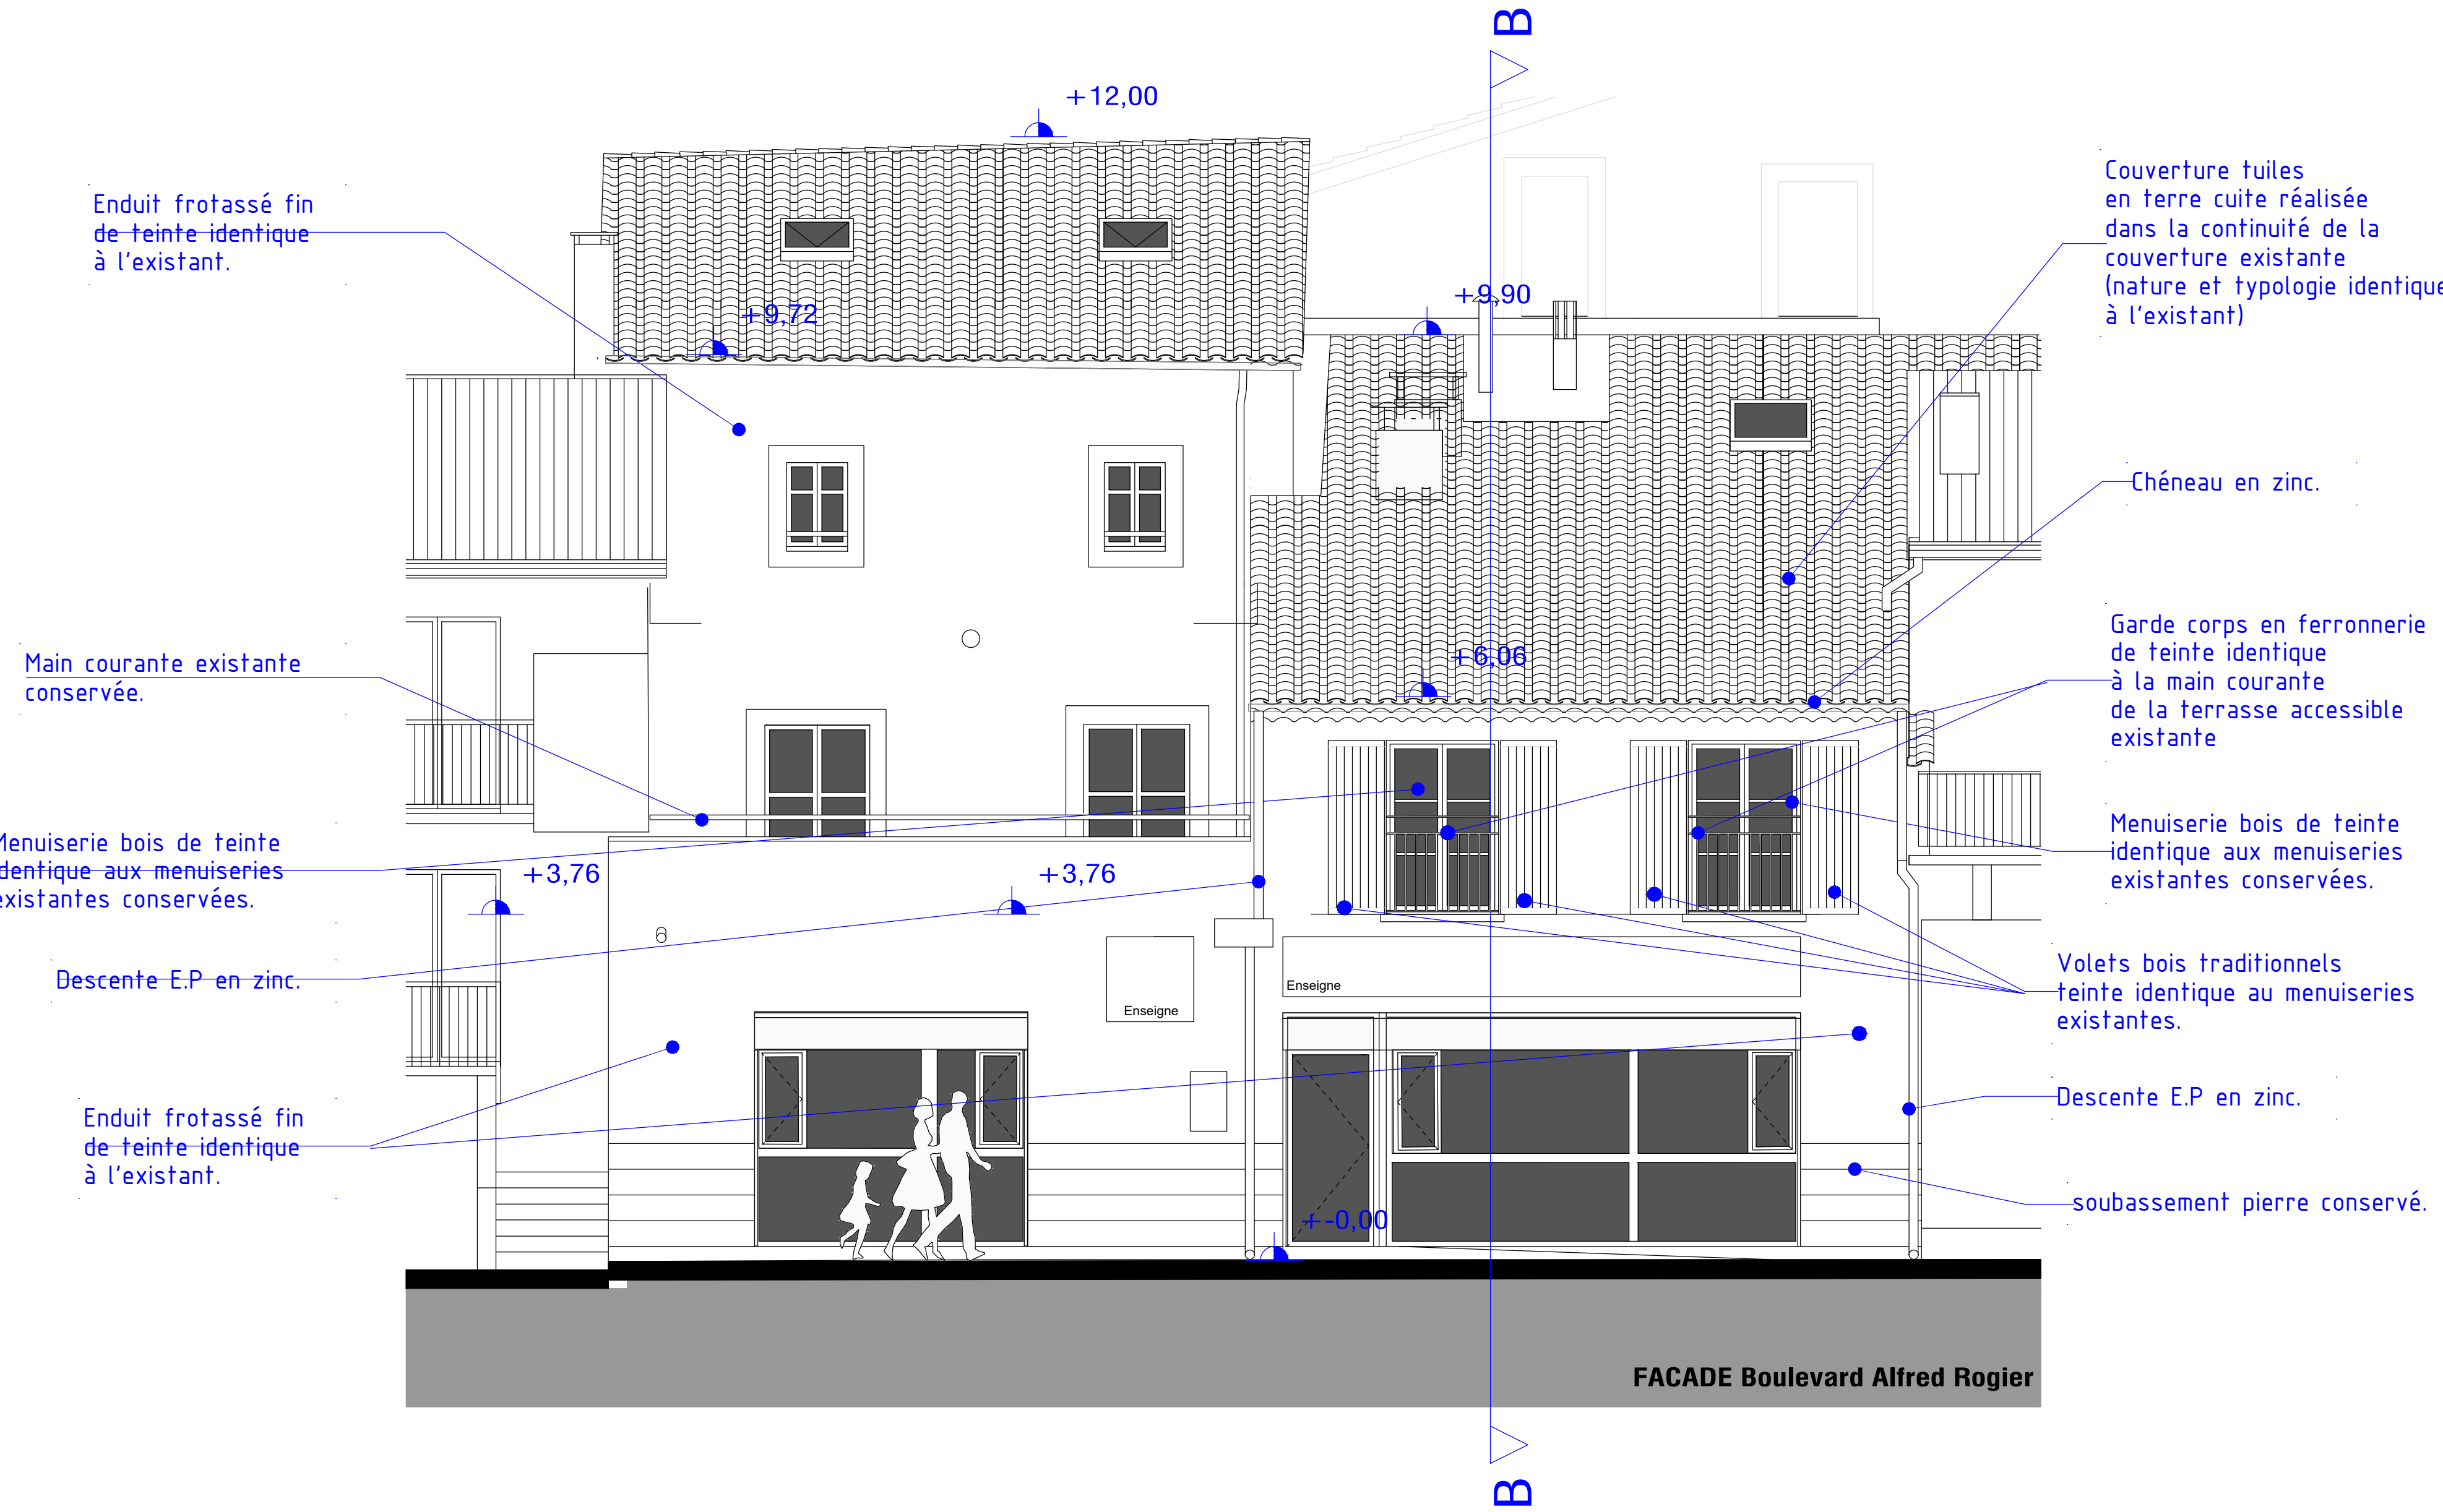 B
+12,00
Enduit frotassé fin
de teinte identique
à l'existant.
Couverture tuiles
en terre cuite réalisée
dans la continuité de la
couverture existante
(nature et typologie identique
à l'existant)
+9,72
+9,90
Chéneau en zinc.
Main courante existante
conservée.
+6,06
Garde corps en ferronnerie
de teinte identique
à la main courante
de la terrasse accessible
existante
Menuiserie bois de teinte
identique aux menuiseries
existantes conservées.
+3,76
+3,76
Menuiserie bois de teinte
identique aux menuiseries
existantes conservées.
Descente E.P en zinc.
Enseigne
Enseigne
Volets bois traditionnels
teinte identique au menuiseries
existantes.
Enduit frotassé fin
de teinte identique
à l'existant.
Descente E.P en zinc.
+-0,00
soubassement pierre conservé.
FACADE Boulevard Alfred Rogier
B